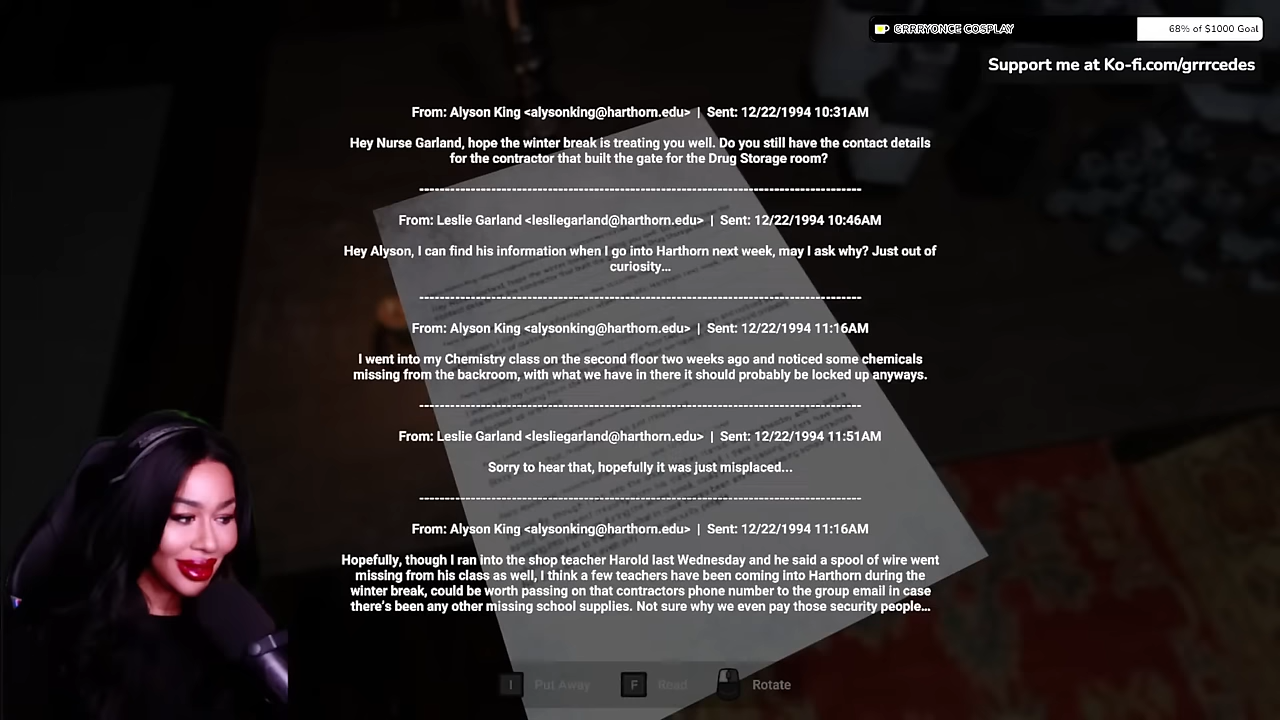 GRRRYONCE COSPLAY
68% of $1000 Goal
Support me at Ko-fi.com/grrrcedes
From: Alyson King <alysonking@harthorn.edu> | Sent: 12/22/1994 10:31AM
Hey Nurse Garland, hope the winter break is treating you well. Do you still have the contact details
for the contractor that built the gate for the Drug Storage room?
--------------------------------------------------------------------------------------
From: Leslie Garland <lesliegarland@harthorn.edu> | Sent: 12/22/1994 10:46AM
Hey Alyson, I can find his information when I go into Harthorn next week, may I ask why? Just out of
curiosity...
--------------------------------------------------------------------------------------
From: Alyson King <alysonking@harthorn.edu> | Sent: 12/22/1994 11:16AM
I went into my Chemistry class on the second floor two weeks ago and noticed some chemicals
missing from the backroom, with what we have in there it should probably be locked up anyways.
--------------------------------------------------------------------------------------
From: Leslie Garland <lesliegarland@harthorn.edu> | Sent: 12/22/1994 11:51AM
Sorry to hear that, hopefully it was just misplaced...
--------------------------------------------------------------------------------------
From: Alyson King <alysonking@harthorn.edu> | Sent: 12/22/1994 11:16AM
Hopefully, though I ran into the shop teacher Harold last Wednesday and he said a spool of wire went
missing from his class as well, I think a few teachers have been coming into Harthorn during the
winter break, could be worth passing on that contractors phone number to the group email in case
there's been any other missing school supplies. Not sure why we even pay those security people...
I Put Away F Read Rotate